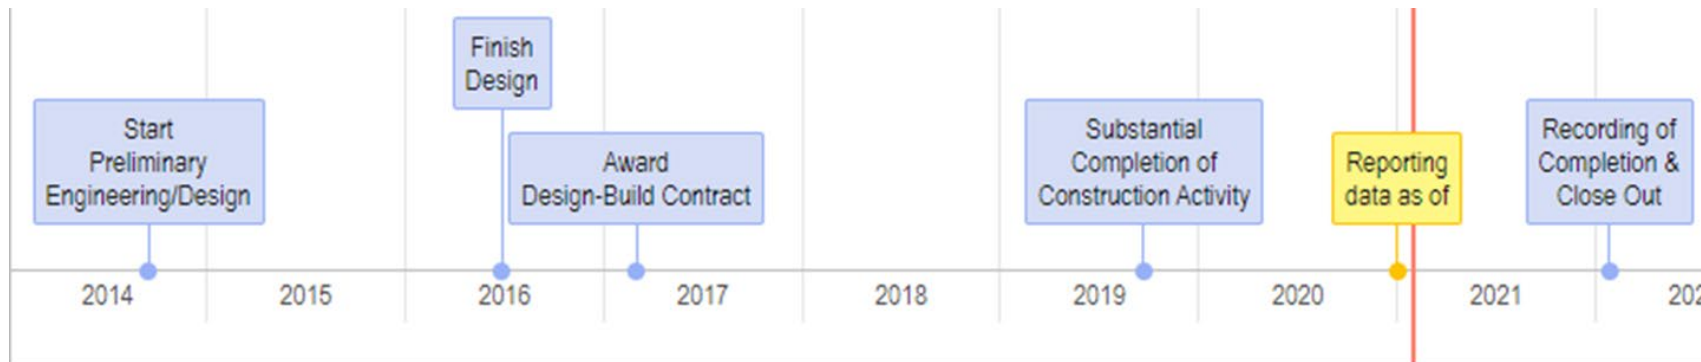 Finish
Design
Start
Preliminary
Engineering/Design
Award
Design-Build Contract
Substantial
Completion of
Construction Activity
Reporting
data as of
Recording of
Completion &
Close Out
2014
2015
2016
2017
2018
2019
2020
2021